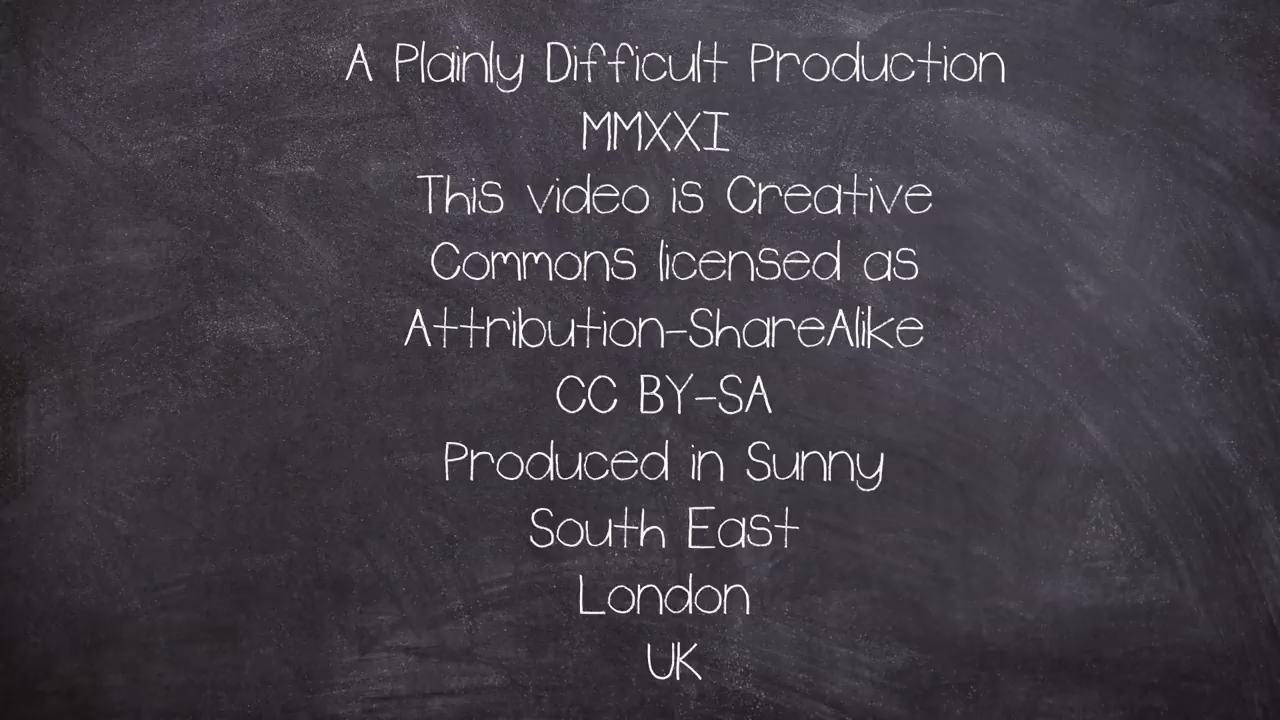 A Plainly Difficult Production
MMXXI
This video is Creative
Commons licensed as
Attribution-ShareAlike
CC BY-SA
Produced in Sunny
South East
London
UK